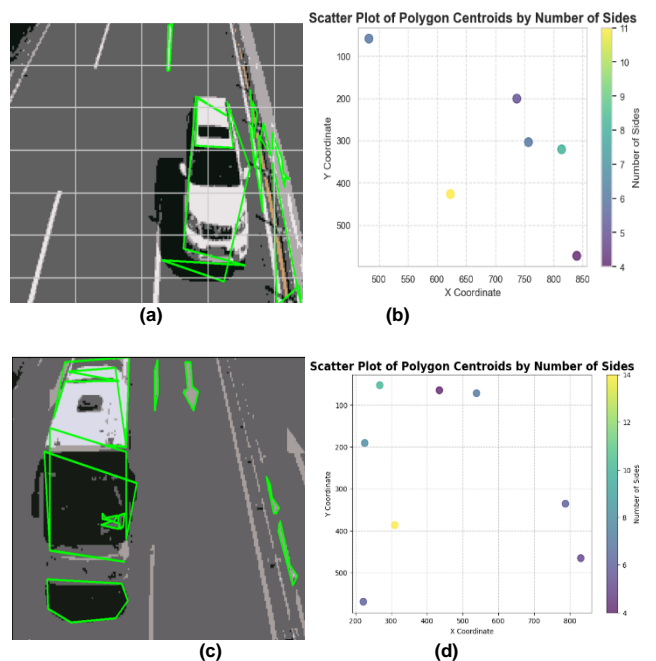 Scatter Plot of Polygon Centroids by Number of Sides
100
200
300
400
500
Y Coordinate
500 550 600 650 700 750 800 850
X Coordinate
11
10
9
8
7
6
5
4
Number of Sides
(a)
(b)
Scatter Plot of Polygon Centroids by Number of Sides
100
200
300
400
500
Y Coordinate
200 300 400 500 600 700 800
X Coordinate
14
12
10
8
6
4
Number of Sides
(c)
(d)